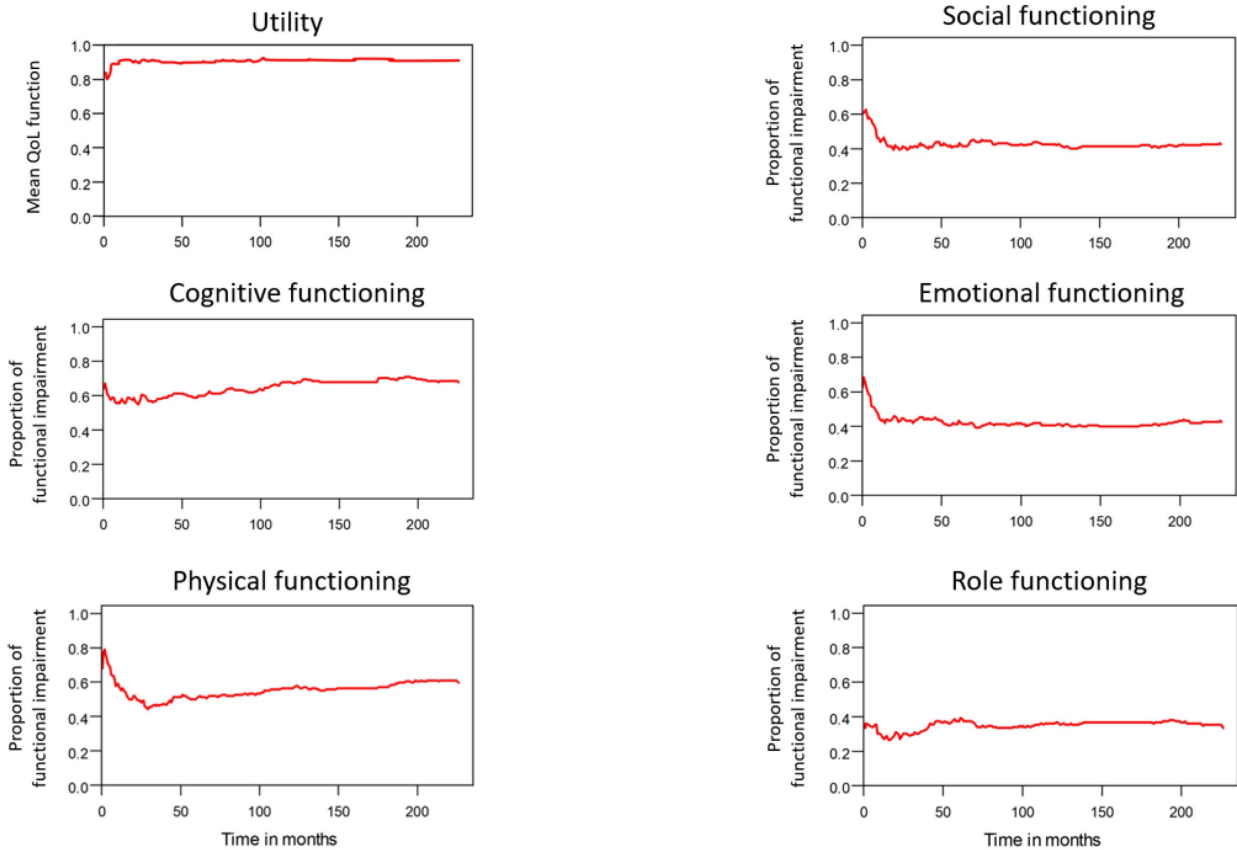 Utility
Mean QoL function
1.0
0.8
0.6
0.4
0.2
0.0
0 50 100 150 200
Social functioning
Proportion of
functional impairment
1.0
0.8
0.6
0.4
0.2
0.0
0 50 100 150 200
Cognitive functioning
Proportion of
functional impairment
1.0
0.8
0.6
0.4
0.2
0.0
0 50 100 150 200
Emotional functioning
Proportion of
functional impairment
1.0
0.8
0.6
0.4
0.2
0.0
0 50 100 150 200
Physical functioning
Proportion of
functional impairment
1.0
0.8
0.6
0.4
0.2
0.0
0 50 100 150 200
Time in months
Role functioning
Proportion of
functional impairment
1.0
0.8
0.6
0.4
0.2
0.0
0 50 100 150 200
Time in months